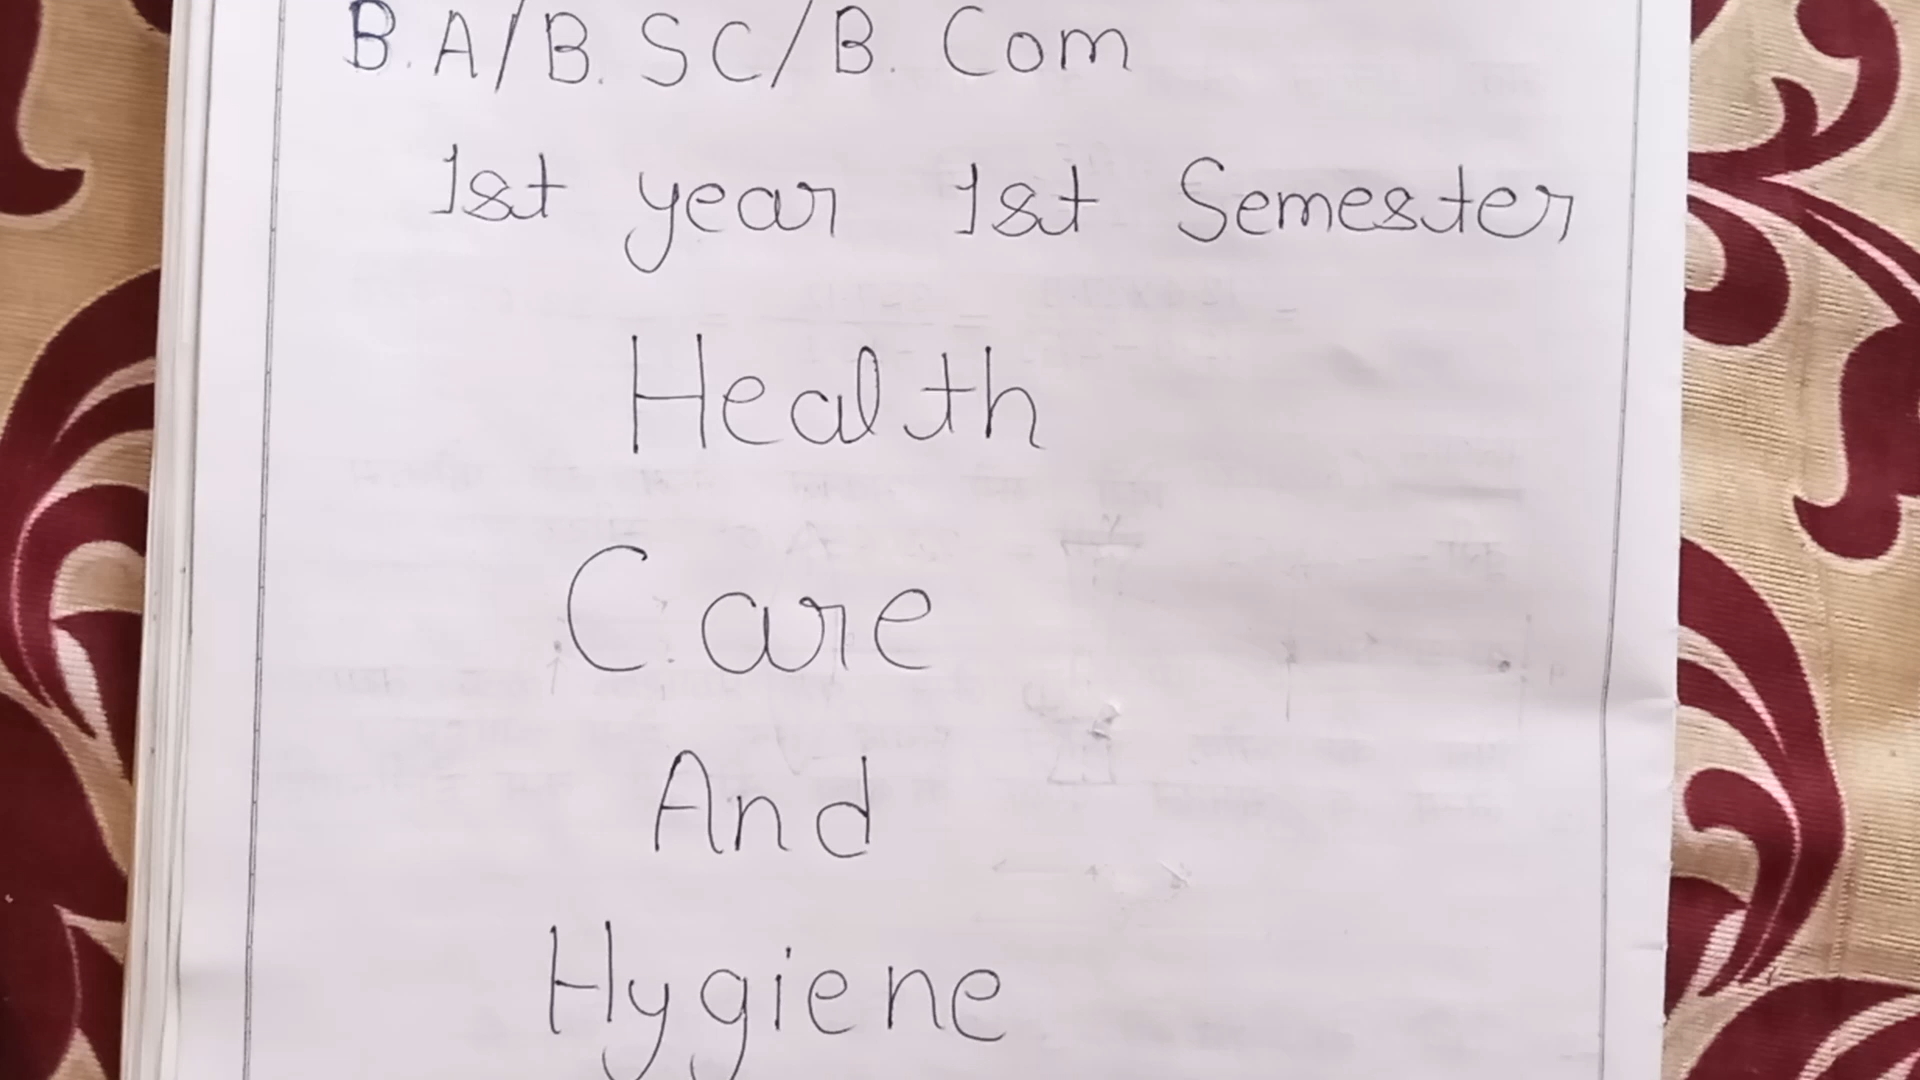 B.A/B.SC/B.Com
1st year 1st Semester
Health
Care
And
Hygiene